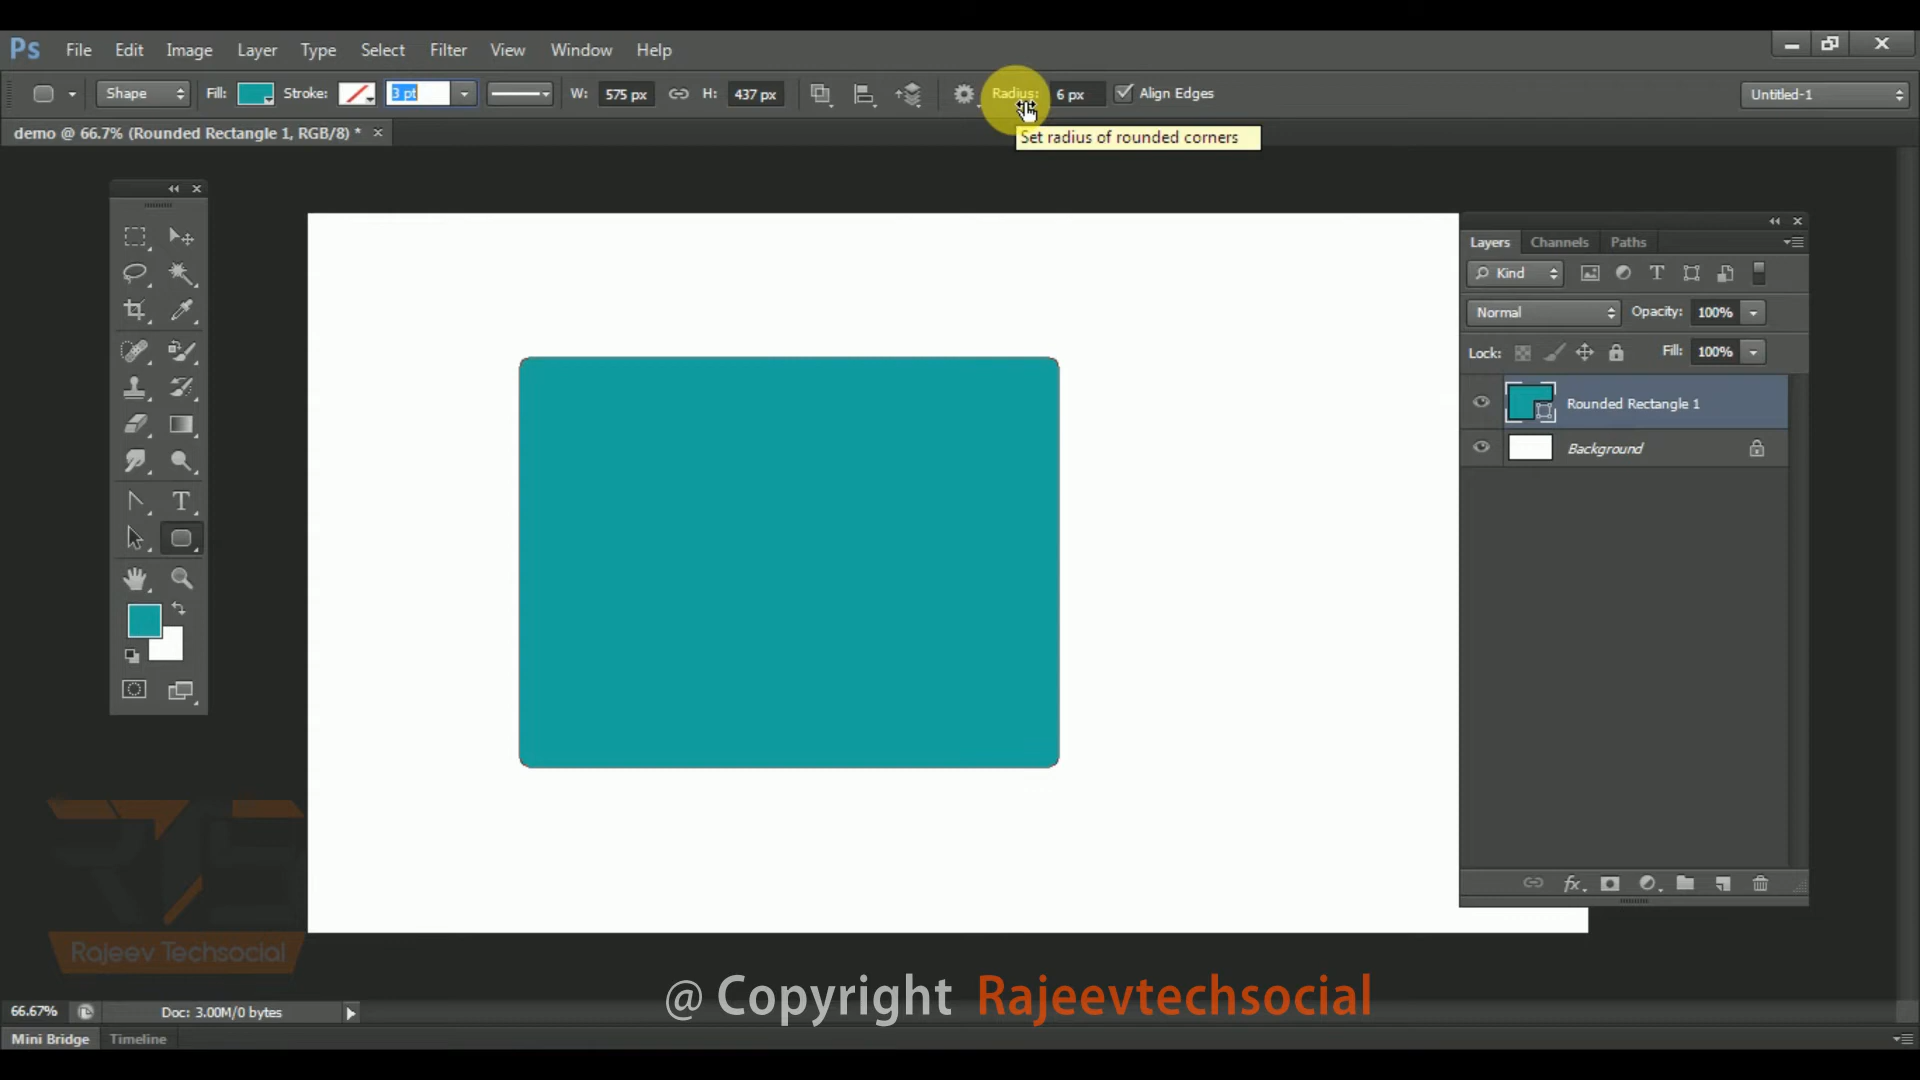 Ps File Edit Image Layer Type Select Filter View Window Help
Shape Fill: Stroke: 3 pt W: 575 px H: 437 px Radius: 6 px Align Edges Untitled-1
Set radius of rounded corners
demo @ 66.7% (Rounded Rectangle 1, RGB/8) *
Layers Channels Paths
Kind
Normal Opacity: 100%
Lock: Fill: 100%
Rounded Rectangle 1
Background
RTS
Rajeev Techsocial
@ Copyright Rajeevtechsocial
66.67% Doc: 3.00M/0 bytes
Mini Bridge Timeline